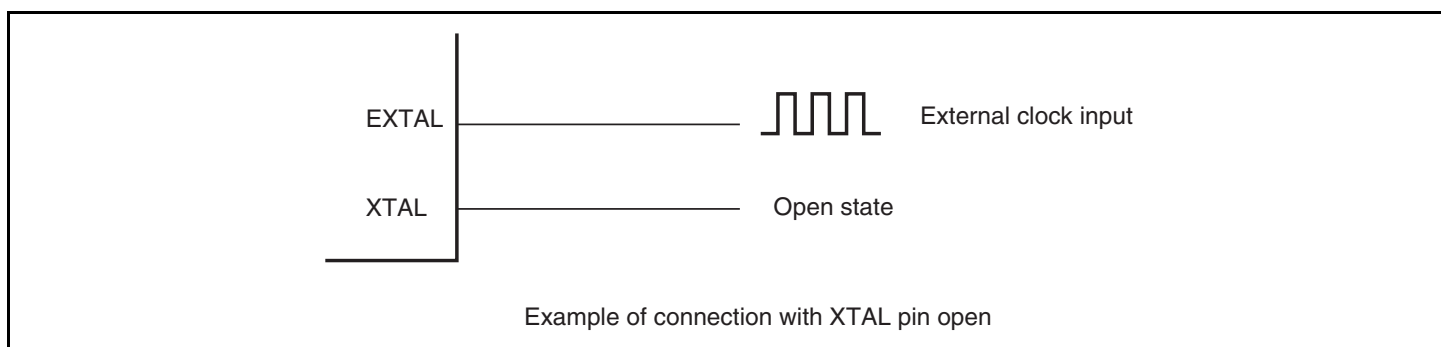 EXTAL
External clock input
XTAL
Open state
Example of connection with XTAL pin open